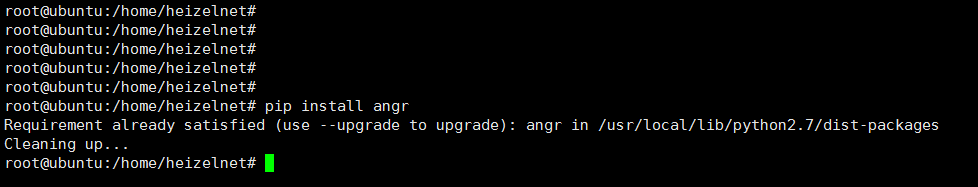 root@ubuntu:/home/heizelnet#
root@ubuntu:/home/heizelnet#
root@ubuntu:/home/heizelnet#
root@ubuntu:/home/heizelnet#
root@ubuntu:/home/heizelnet#
root@ubuntu:/home/heizelnet# pip install angr
Requirement already satisfied (use --upgrade to upgrade): angr in /usr/local/lib/python2.7/dist-packages
Cleaning up...
root@ubuntu:/home/heizelnet#